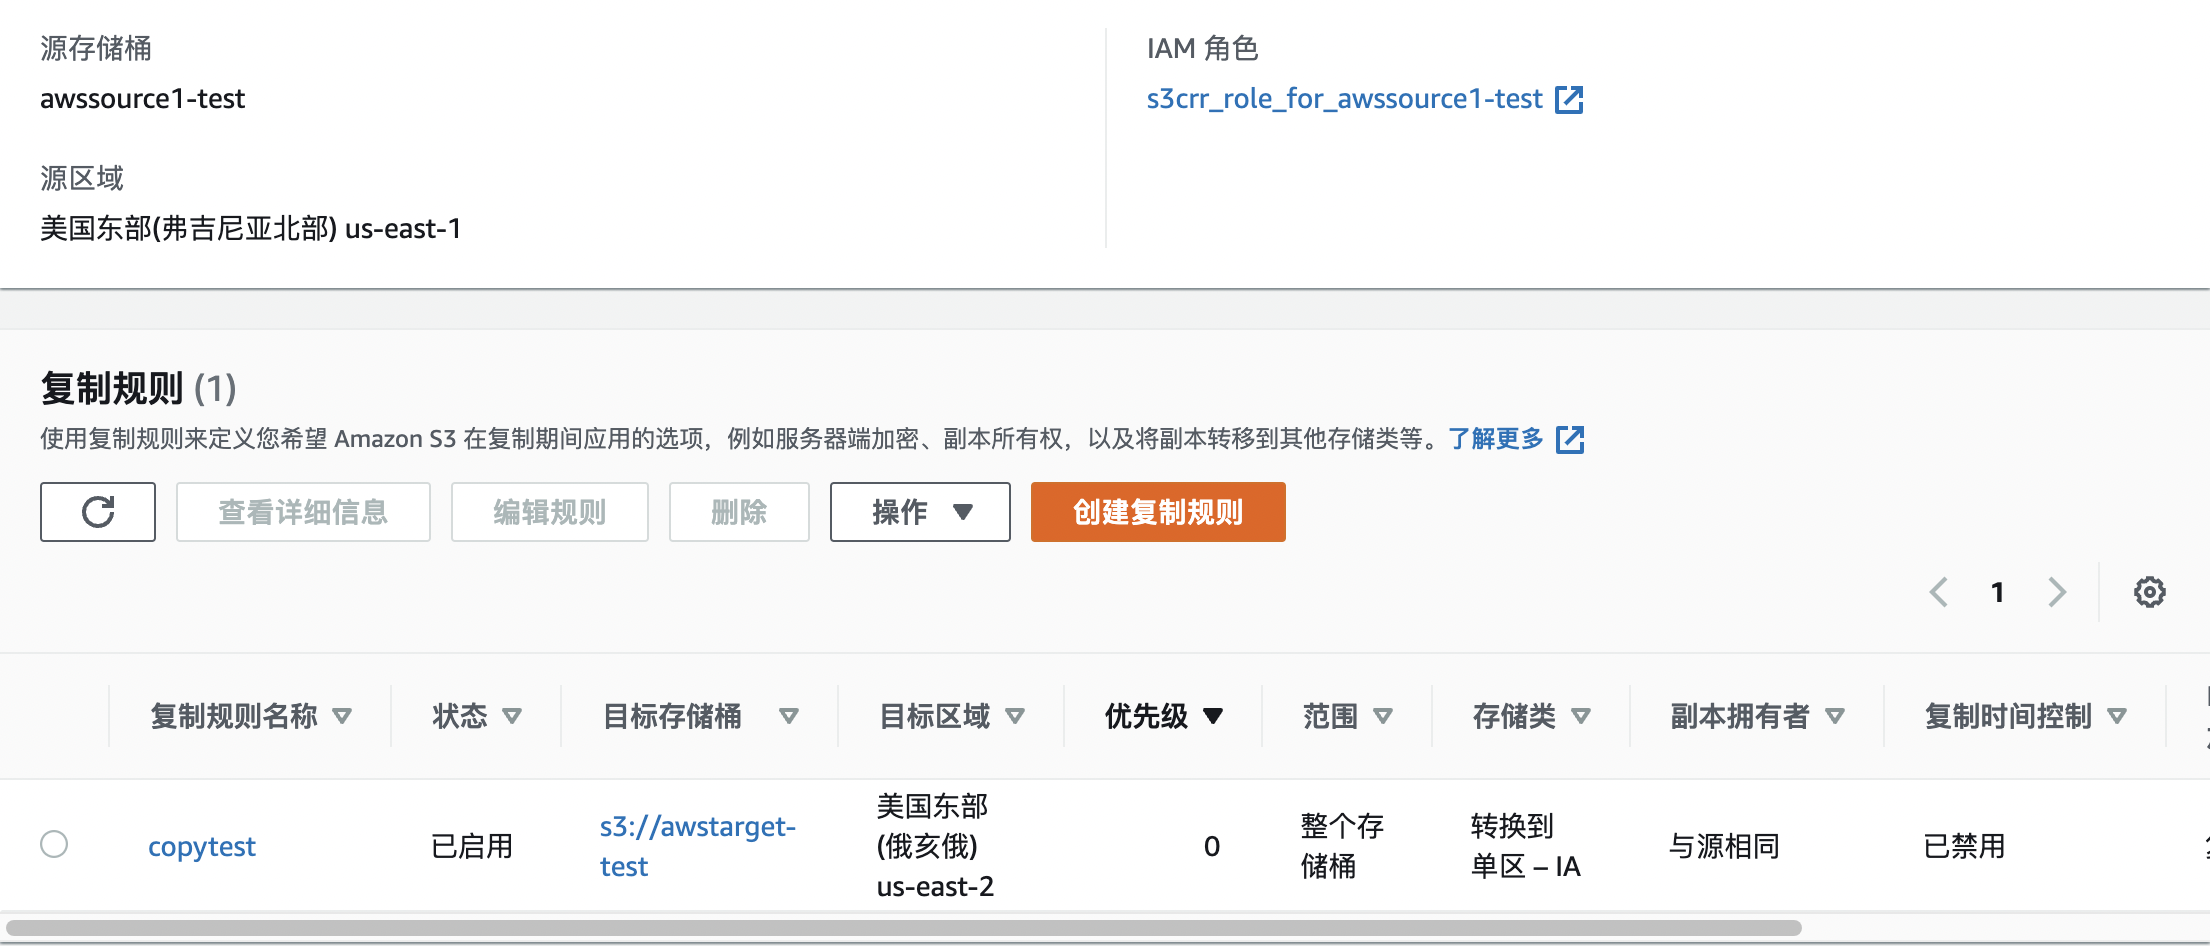 源存储桶
awssource1-test
源区域
美国东部(弗吉尼亚北部) us-east-1
IAM 角色
s3crr_role_for_awssource1-test
复制规则 (1)
使用复制规则来定义您希望 Amazon S3 在复制期间应用的选项，例如服务器端加密、副本所有权，以及将副本转移到其他存储类等。了解更多
查看详细信息 编辑规则 删除 操作 创建复制规则
1
复制规则名称 状态 目标存储桶 目标区域 优先级 范围 存储类 副本拥有者 复制时间控制
copytest
已启用
s3://awstarget-
test
美国东部
(俄亥俄)
us-east-2
0
整个存
储桶
转换到
单区 – IA
与源相同
已禁用